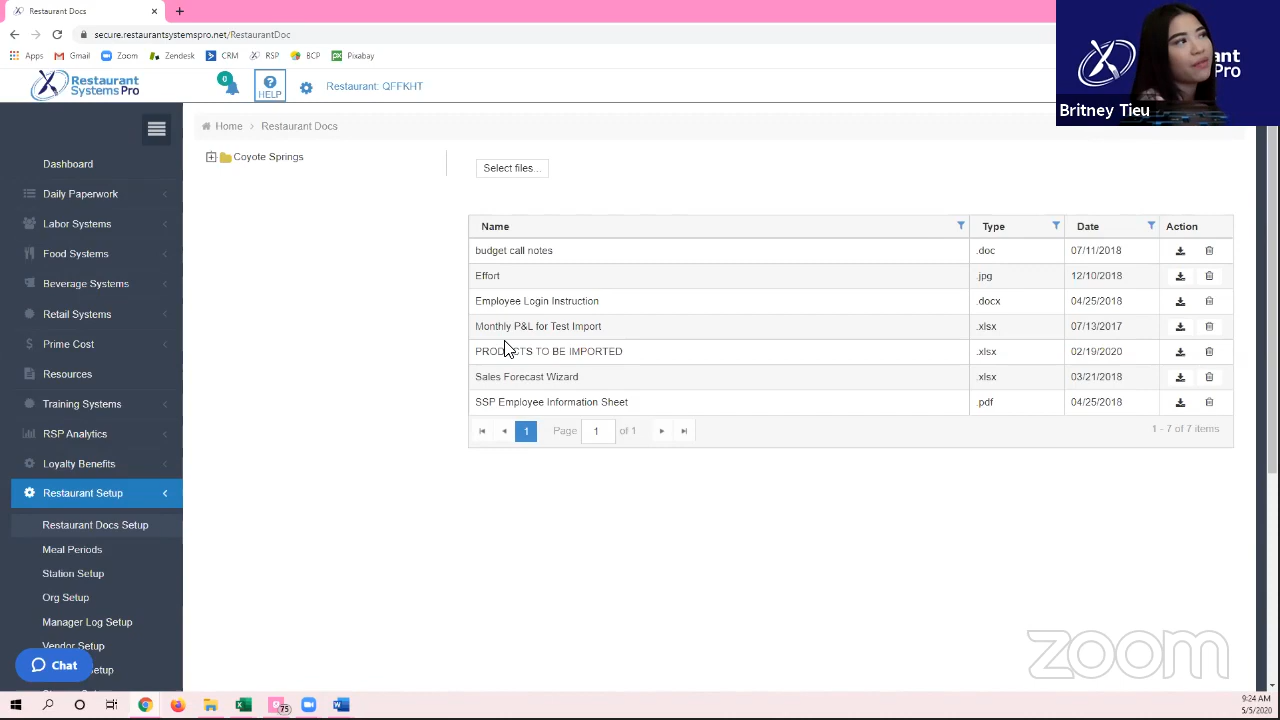 Restaurant Docs
secure.restaurantsystemspro.net/RestaurantDoc
Apps Gmail Zoom Zendesk CRM RSP BCP Pixabay
Restaurant
Systems Pro
0
HELP
Restaurant: QFFKHT
Britney Tieu
Home > Restaurant Docs
Coyote Springs
Select files...
Dashboard
Daily Paperwork
Labor Systems
Food Systems
Beverage Systems
Retail Systems
Prime Cost
Resources
Training Systems
RSP Analytics
Loyalty Benefits
Restaurant Setup
Restaurant Docs Setup
Meal Periods
Station Setup
Org Setup
Manager Log Setup
Vendor Setup
Chat
Name Type Date Action
budget call notes .doc 07/11/2018
Effort .jpg 12/10/2018
Employee Login Instruction .docx 04/25/2018
Monthly P&L for Test Import .xlsx 07/13/2017
PRODUCTS TO BE IMPORTED .xlsx 02/19/2020
Sales Forecast Wizard .xlsx 03/21/2018
SSP Employee Information Sheet .pdf 04/25/2018
1 Page 1 of 1 1 - 7 of 7 items
zoom
75
9:24 AM
5/5/2020